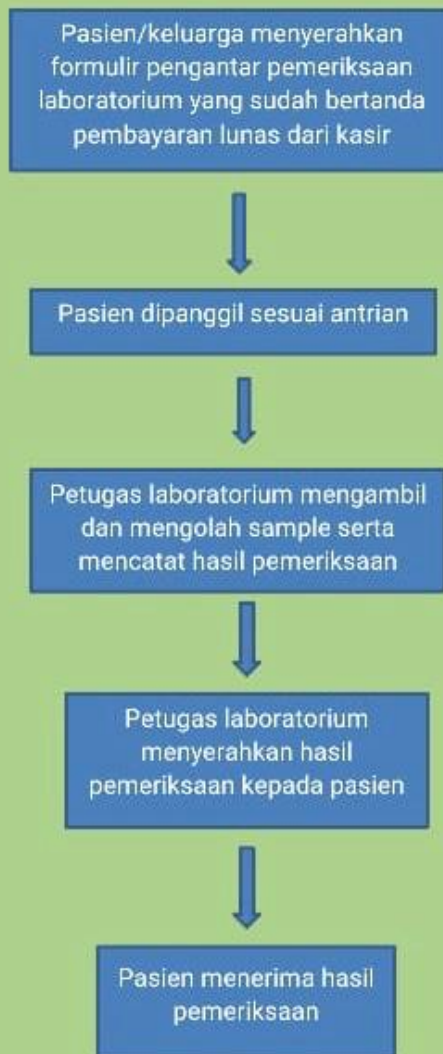 Pasien/keluarga menyerahkan
formulir pengantar pemeriksaan
laboratorium yang sudah bertanda
pembayaran lunas dari kasir
Pasien dipanggil sesuai antrian
Petugas laboratorium mengambil
dan mengolah sample serta
mencatat hasil pemeriksaan
Petugas laboratorium
menyerahkan hasil
pemeriksaan kepada pasien
Pasien menerima hasil
pemeriksaan